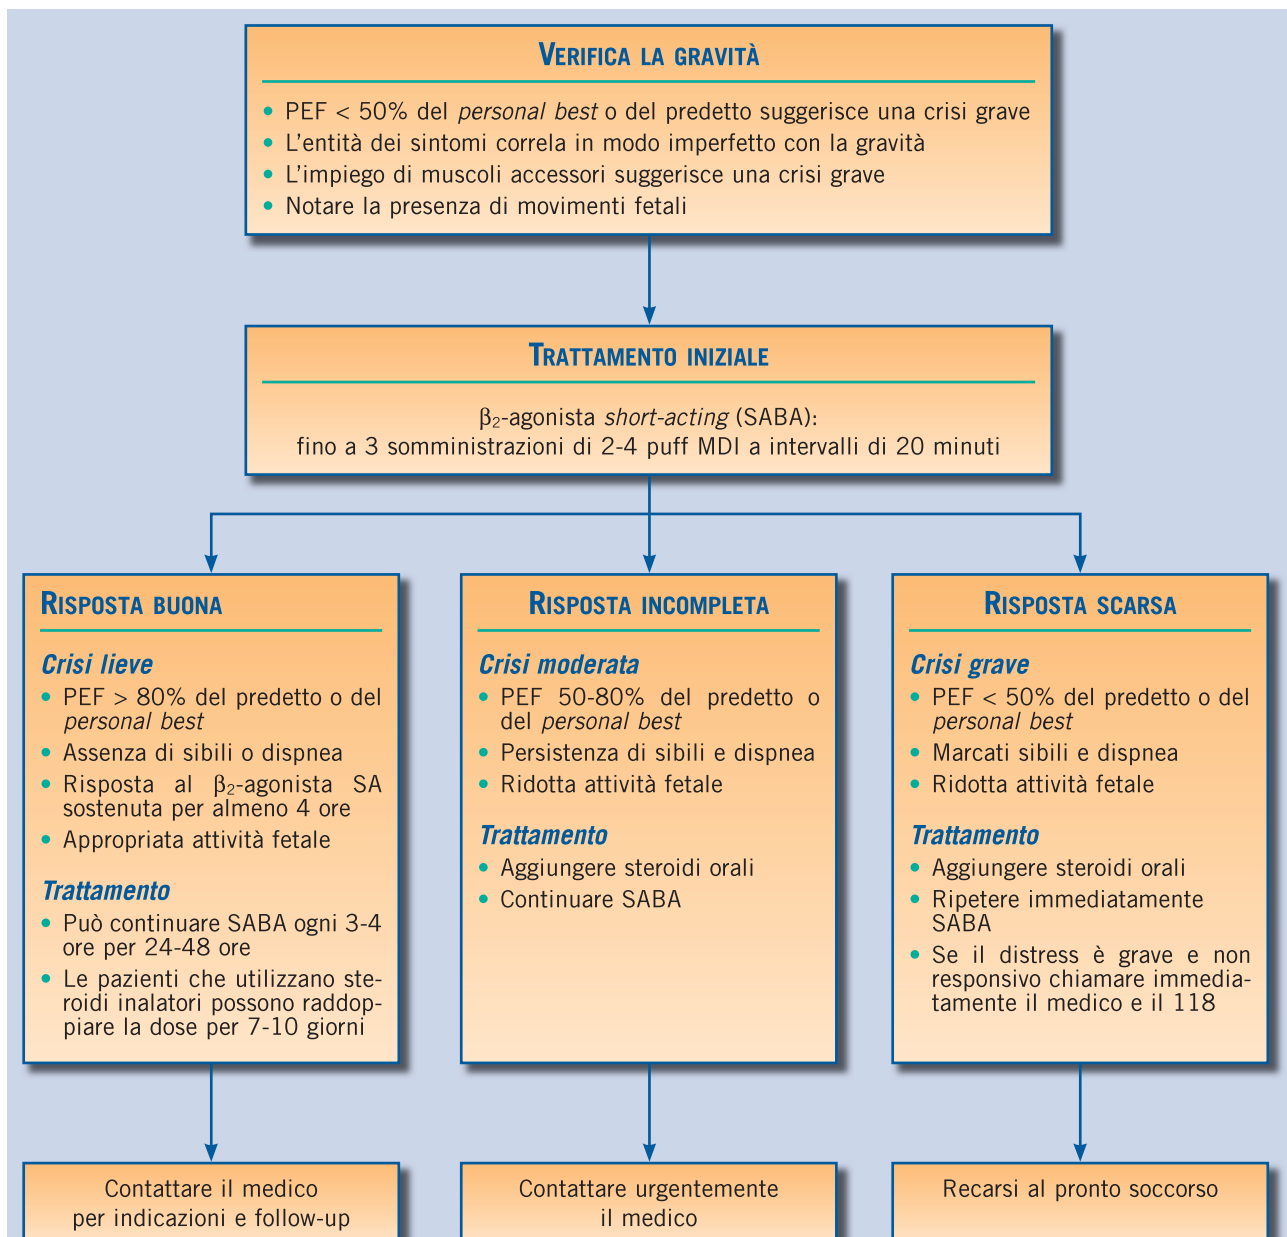 VERIFICA LA GRAVITÀ
• PEF < 50% del personal best o del predetto suggerisce una crisi grave
• L'entità dei sintomi correla in modo imperfetto con la gravità
• L'impiego di muscoli accessori suggerisce una crisi grave
• Notare la presenza di movimenti fetali
TRATTAMENTO INIZIALE
β₂-agonista short-acting (SABA):
fino a 3 somministrazioni di 2-4 puff MDI a intervalli di 20 minuti
RISPOSTA BUONA
Crisi lieve
• PEF > 80% del predetto o del
personal best
• Assenza di sibili o dispnea
• Risposta al β₂-agonista SA
sostenuta per almeno 4 ore
• Appropriata attività fetale
Trattamento
• Può continuare SABA ogni 3-4
ore per 24-48 ore
• Le pazienti che utilizzano ste-
roidi inalatori possono raddop-
piare la dose per 7-10 giorni
Contattare il medico
per indicazioni e follow-up
RISPOSTA INCOMPLETA
Crisi moderata
• PEF 50-80% del predetto o
del personal best
• Persistenza di sibili e dispnea
• Ridotta attività fetale
Trattamento
• Aggiungere steroidi orali
• Continuare SABA
Contattare urgentemente
il medico
RISPOSTA SCARSA
Crisi grave
• PEF < 50% del predetto o del
personal best
• Marcati sibili e dispnea
• Ridotta attività fetale
Trattamento
• Aggiungere steroidi orali
• Ripetere immediatamente
SABA
• Se il distress è grave e non
responsivo chiamare immedia-
tamente il medico e il 118
Recarsi al pronto soccorso